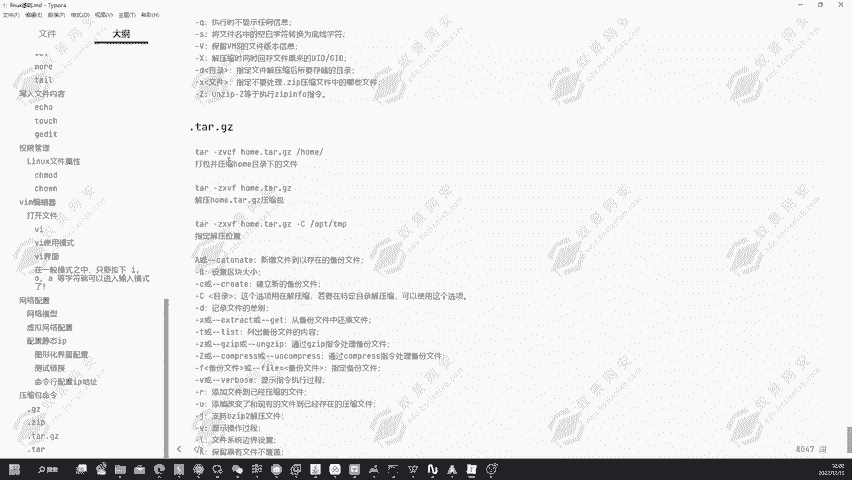 linux基础.md - Typora
文件(F) 编辑(E) 段落(P) 格式(O) 视图(V) 主题(T) 帮助(H)
文件 大纲
more
tail
写入文件内容
echo
touch
gedit
权限管理
Linux文件属性
chmod
chown
vim编辑器
打开文件
vi
vi使用模式
vi界面
在一般模式之中，只要按下 i,
o, a 等字符就可以进入输入模式
了！
网络配置
网络模型
虚拟网络配置
配置静态ip
图形化界面配置
测试链接
命令行配置ip地址
压缩包命令
.gz
.zip
.tar.gz
.tar
-q：执行时不显示任何信息；
-s：将文件名中的空白字符转换为底线字符；
-V：保留VMS的文件版本信息；
-X：解压缩时同时回存文件原来的UID/GID；
-d<目录>：指定文件解压缩后所要存储的目录；
-x<文件>：指定不要处理.zip压缩文件中的哪些文件；
-Z：unzip-Z等于执行zipinfo指令。
.tar.gz
tar -zvcf home.tar.gz /home/
打包并压缩home目录下的文件
tar -zxvf home.tar.gz
解压home.tar.gz压缩包
tar -zxvf home.tar.gz -C /opt/tmp
指定解压位置
A或--catenate：新增文件到以存在的备份文件；
-B：设置区块大小；
-c或--create：建立新的备份文件；
-C <目录>：这个选项用在解压缩，若要在特定目录解压缩，可以使用这个选项。
-d：记录文件的差别；
-x或--extract或--get：从备份文件中还原文件；
-t或--list：列出备份文件的内容；
-z或--gzip或--ungzip：通过gzip指令处理备份文件；
-Z或--compress或--uncompress：通过compress指令处理备份文件；
-f<备份文件>或--file=<备份文件>：指定备份文件；
-v或--verbose：显示指令执行过程；
-r：添加文件到已经压缩的文件；
-u：添加改变了和现有的文件到已经存在的压缩文件；
-j：支持bzip2解压文件；
-v：显示操作过程；
-l：文件系统边界设置；
-k：保留原有文件不覆盖；
8047 词
搜索
2022/12/15